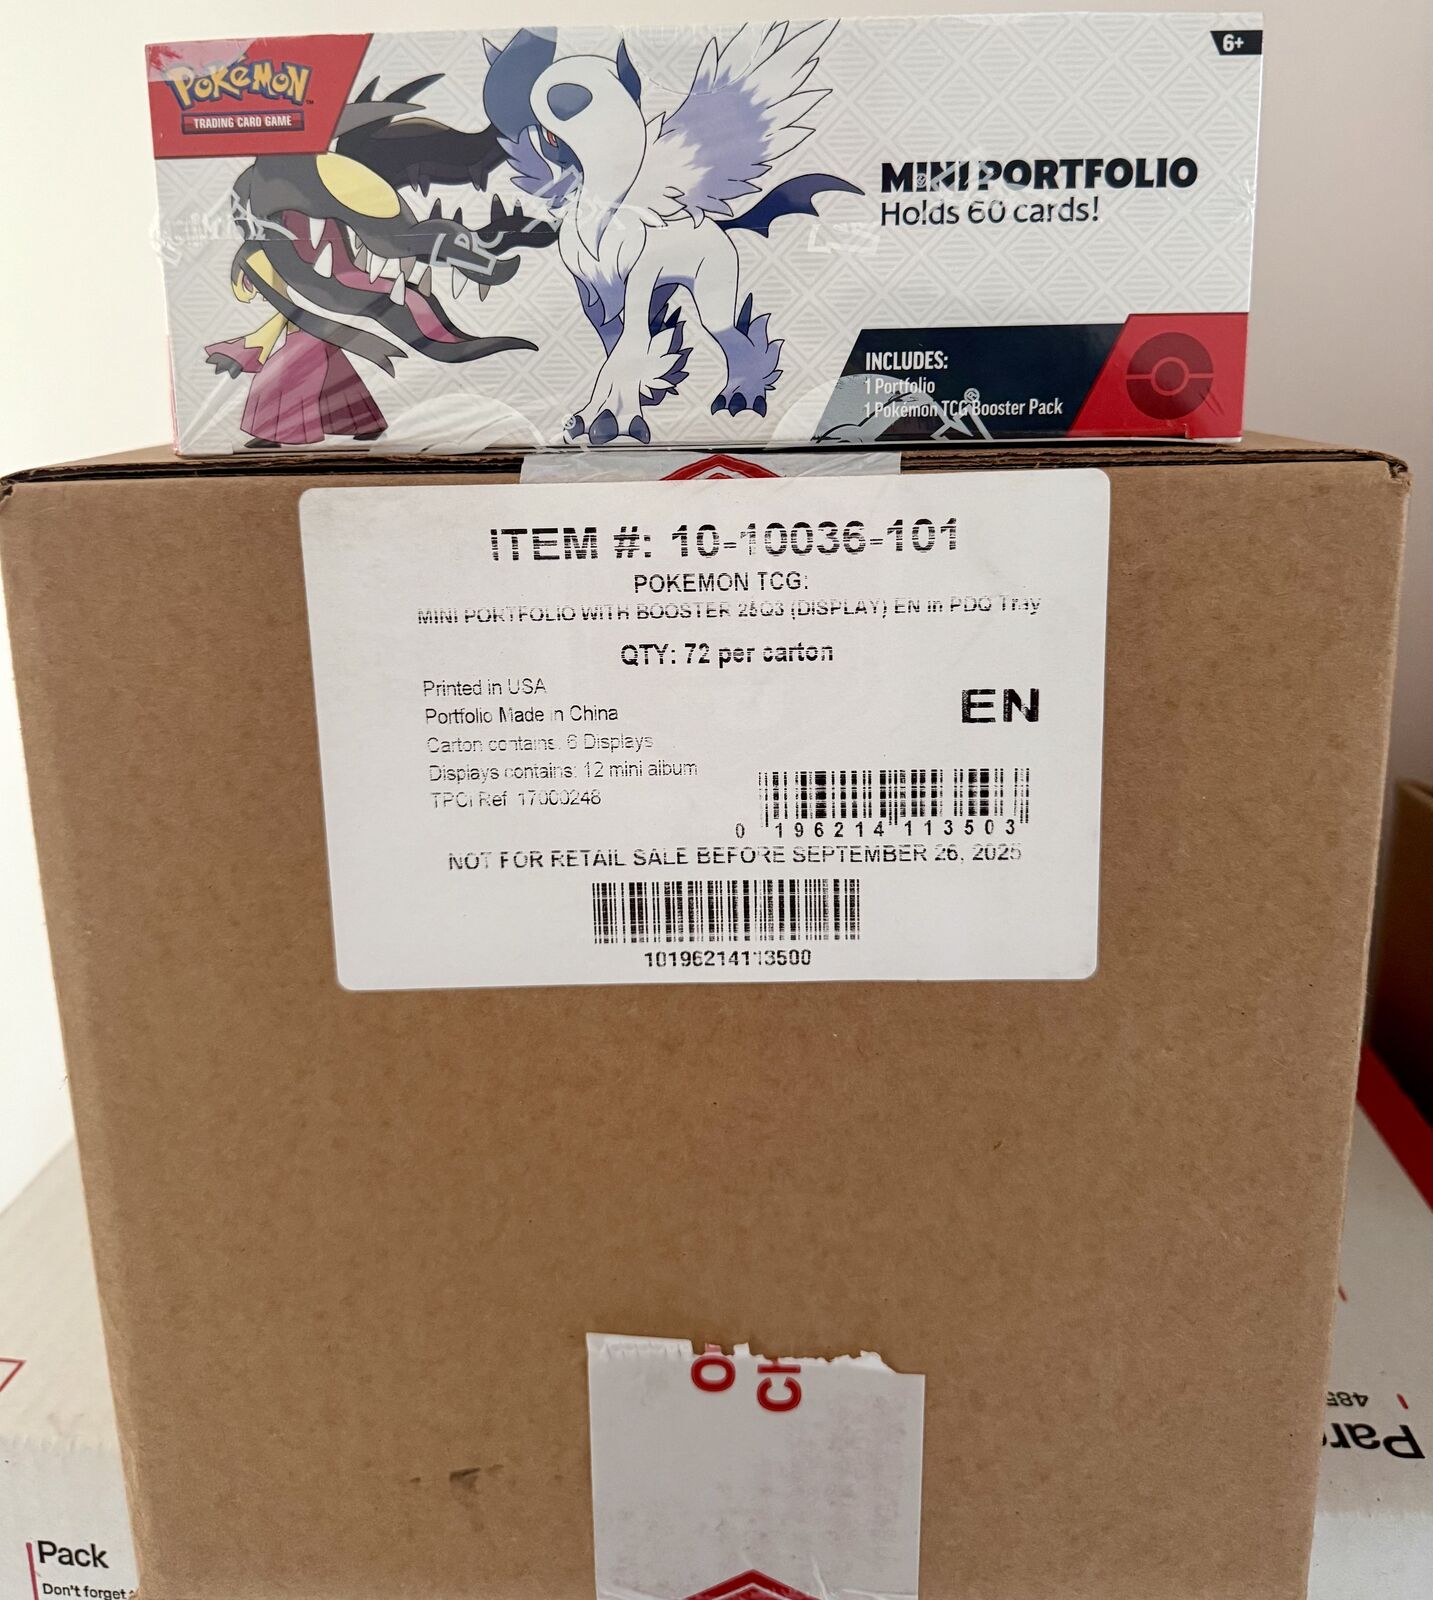 POKéMON
TRADING CARD GAME
6+
MINI PORTFOLIO
Holds 60 cards!
INCLUDES:
1 Portfolio
1 Pokémon TCG Booster Pack
ITEM #: 10-10036-101
POKEMON TCG:
MINI PORTFOLIO WITH BOOSTER 25Q3 (DISPLAY) EN in PDQ Tray
QTY: 72 per carton
Printed in USA
Portfolio Made in China
EN
Carton contains: 6 Displays
Displays contains: 12 mini album
TPCi Ref 17000248
0 196214 113503
NOT FOR RETAIL SALE BEFORE SEPTEMBER 26, 2025
10196214113500
Pack
Don't forget